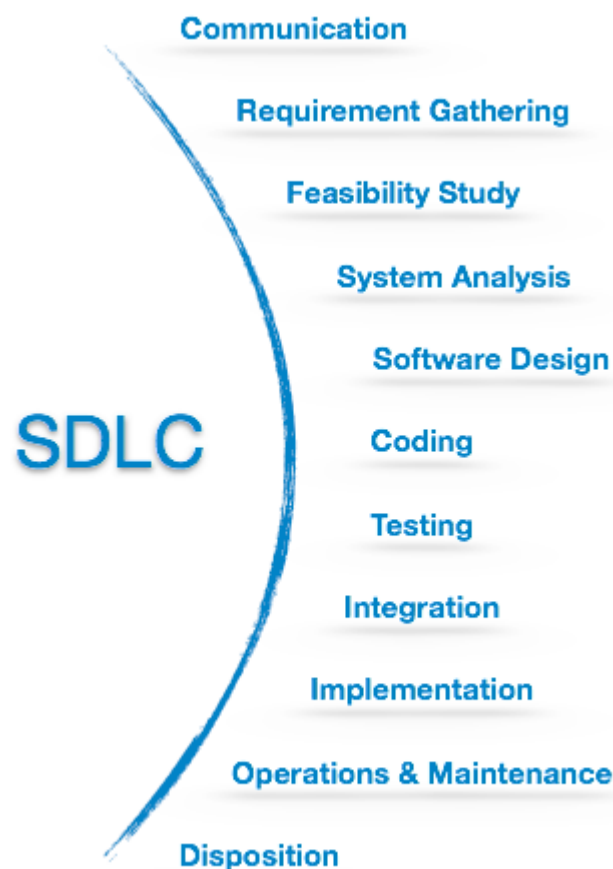 Communication
Requirement Gathering
Feasibility Study
System Analysis
Software Design
SDLC
Coding
Testing
Integration
Implementation
Operations & Maintenance
Disposition